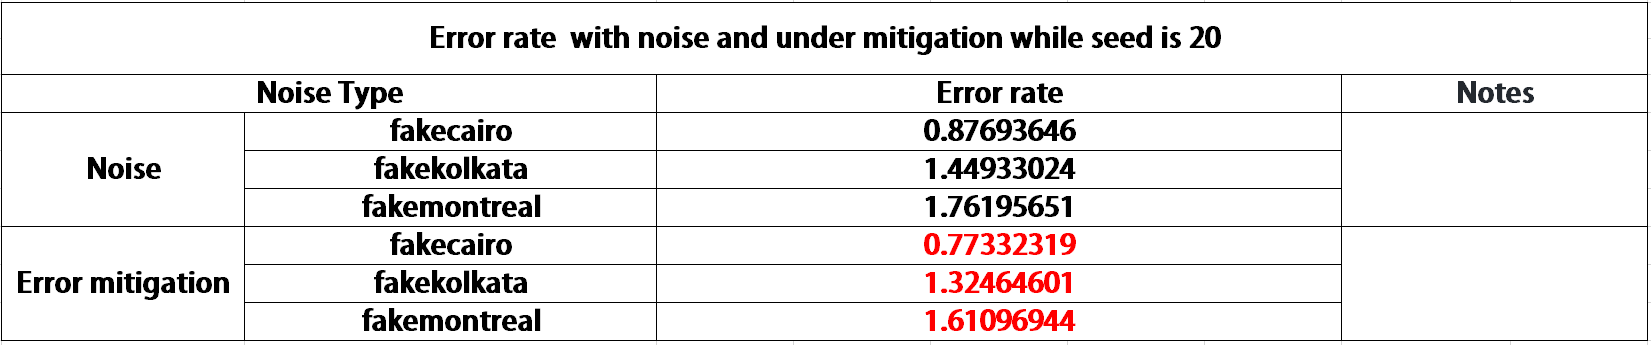 Error rate  with noise and under mitigation while seed is 20
Noise Type Error rate Notes
Noise
fakecairo 0.87693646
fakekolkata 1.44933024
fakemontreal 1.76195651
Error mitigation
fakecairo 0.77332319
fakekolkata 1.32464601
fakemontreal 1.61096944